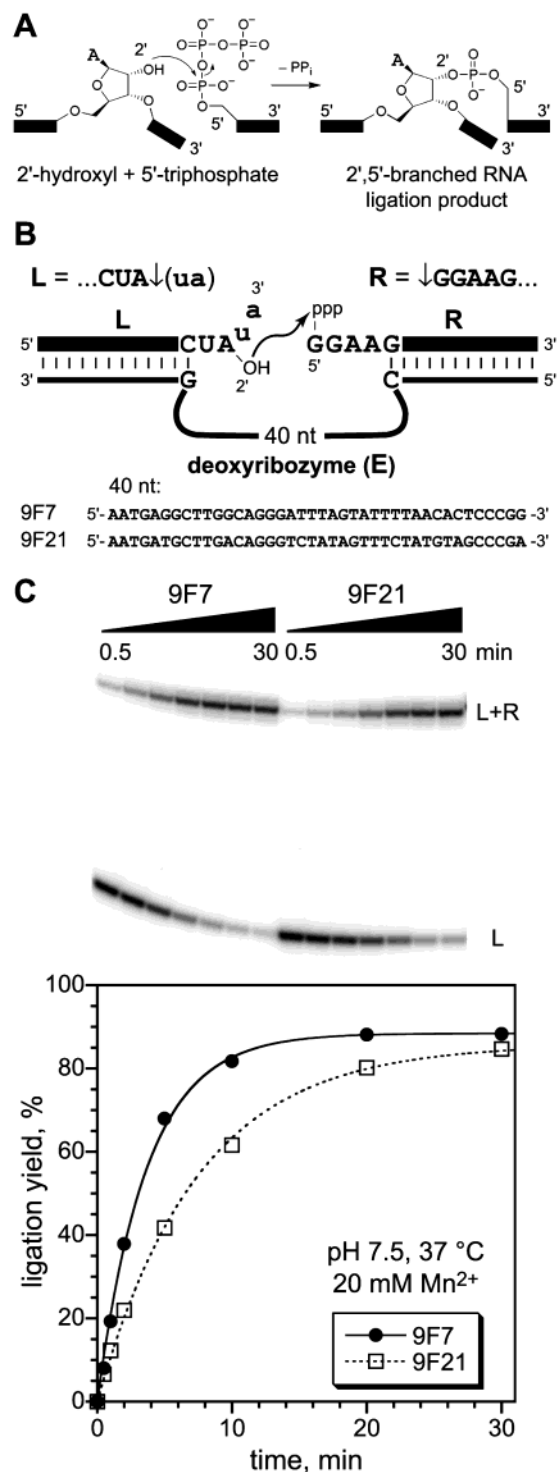 A
A 2' OH
O=P–O–P=O
O⁻ O⁻
O O⁻
O=P–O⁻
O
– PPi
5' O O 5' 3'
3'
A 2' O
O–P=O
O⁻
5' O O 5' 3'
3'
2'-hydroxyl + 5'-triphosphate
2',5'-branched RNA
ligation product
B
L = ...CUA↓(ua)
R = ↓GGAAG...
L
3'
a
u
ppp
R
5' CUA GGAAG 3'
2' OH 5'
3' G C 5'
40 nt
deoxyribozyme (E)
40 nt:
9F7 5'-AATGAGGCTTGGCAGGGATTTAGTATTTTAACACTCCCGG-3'
9F21 5'-AATGATGCTTGACAGGGTCTATAGTTTCTATGTAGCCCGA-3'
C
9F7 9F21
0.5 30 0.5 30 min
L+R
L
100
80
60
40
20
0
ligation yield, %
pH 7.5, 37 °C
20 mM Mn2+
9F7
9F21
0 10 20 30
time, min